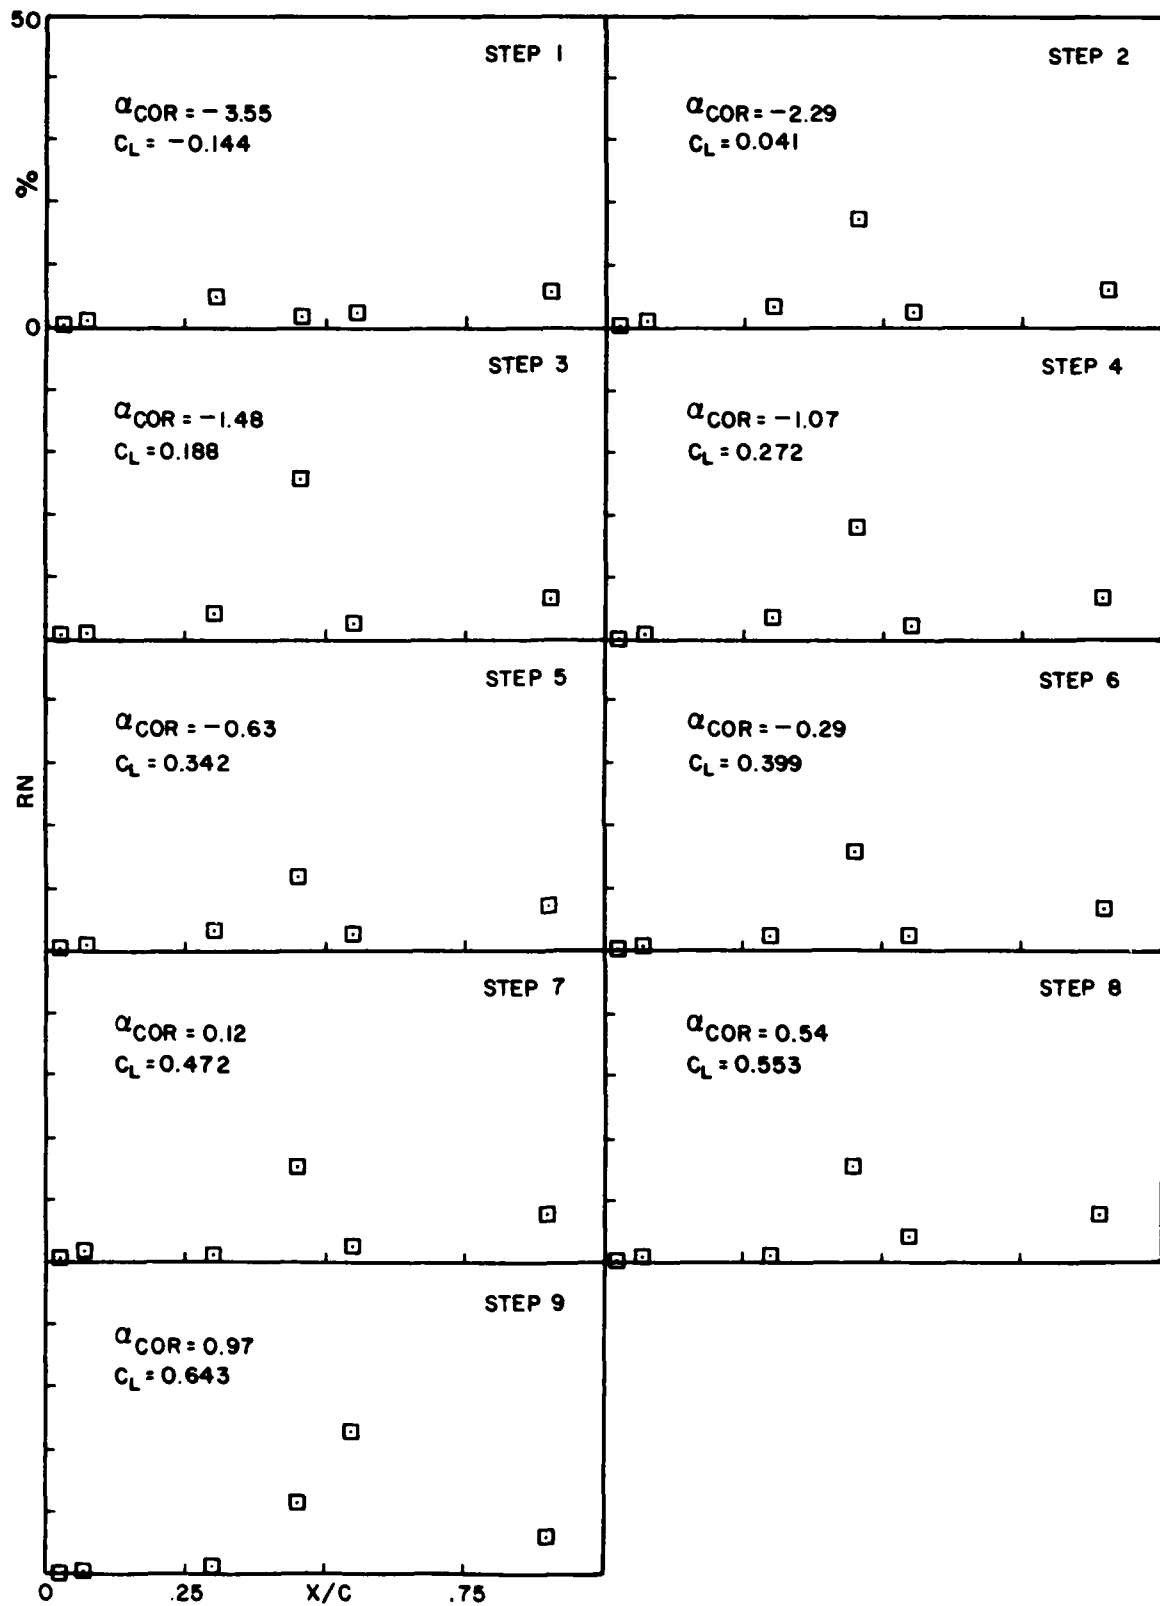 50
%
0
STEP 1
αCOR = −3.55
CL = −0.144
STEP 2
αCOR = −2.29
CL = 0.041
STEP 3
αCOR = −1.48
CL = 0.188
STEP 4
αCOR = −1.07
CL = 0.272
RN
STEP 5
αCOR = −0.63
CL = 0.342
STEP 6
αCOR = −0.29
CL = 0.399
STEP 7
αCOR = 0.12
CL = 0.472
STEP 8
αCOR = 0.54
CL = 0.553
STEP 9
αCOR = 0.97
CL = 0.643
0 .25 X/C .75